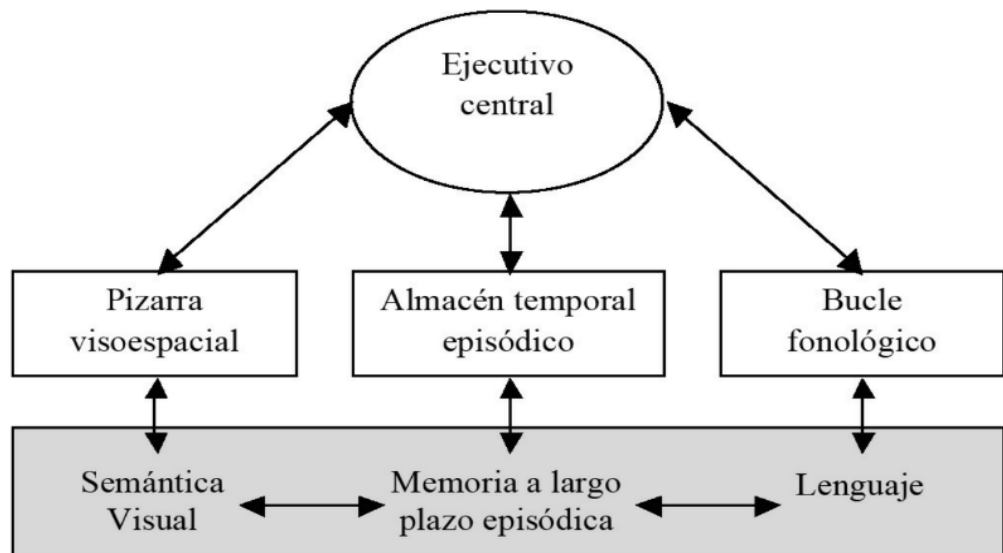 Ejecutivo
central
Pizarra
visoespacial
Almacén temporal
episódico
Bucle
fonológico
Semántica
Visual
Memoria a largo
plazo episódica
Lenguaje